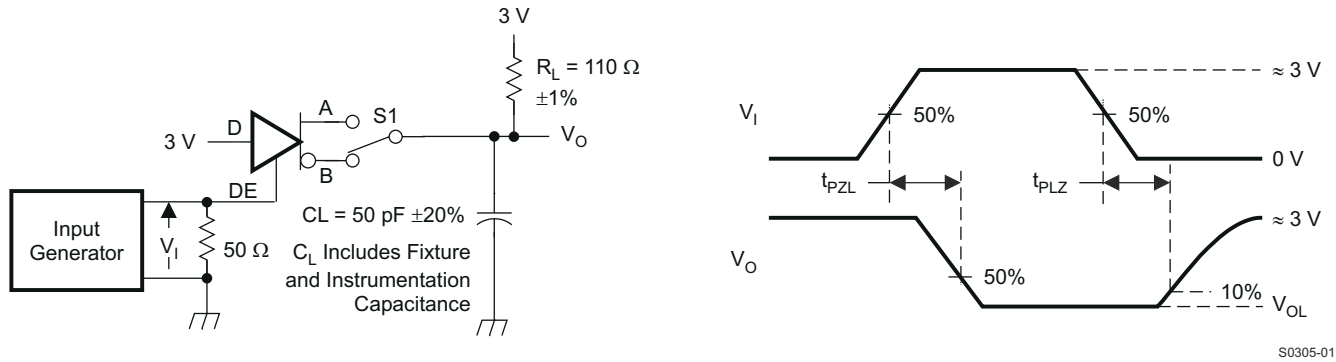 3 V
R_L = 110 Ω
±1%
A
S1
3 V
D
V_O
B
DE
Input
Generator
V_I
50 Ω
CL = 50 pF ±20%
C_L Includes Fixture
and Instrumentation
Capacitance
≈ 3 V
V_I
50%
50%
0 V
t_PZL
t_PLZ
≈ 3 V
V_O
50%
10%
V_OL
S0305-01